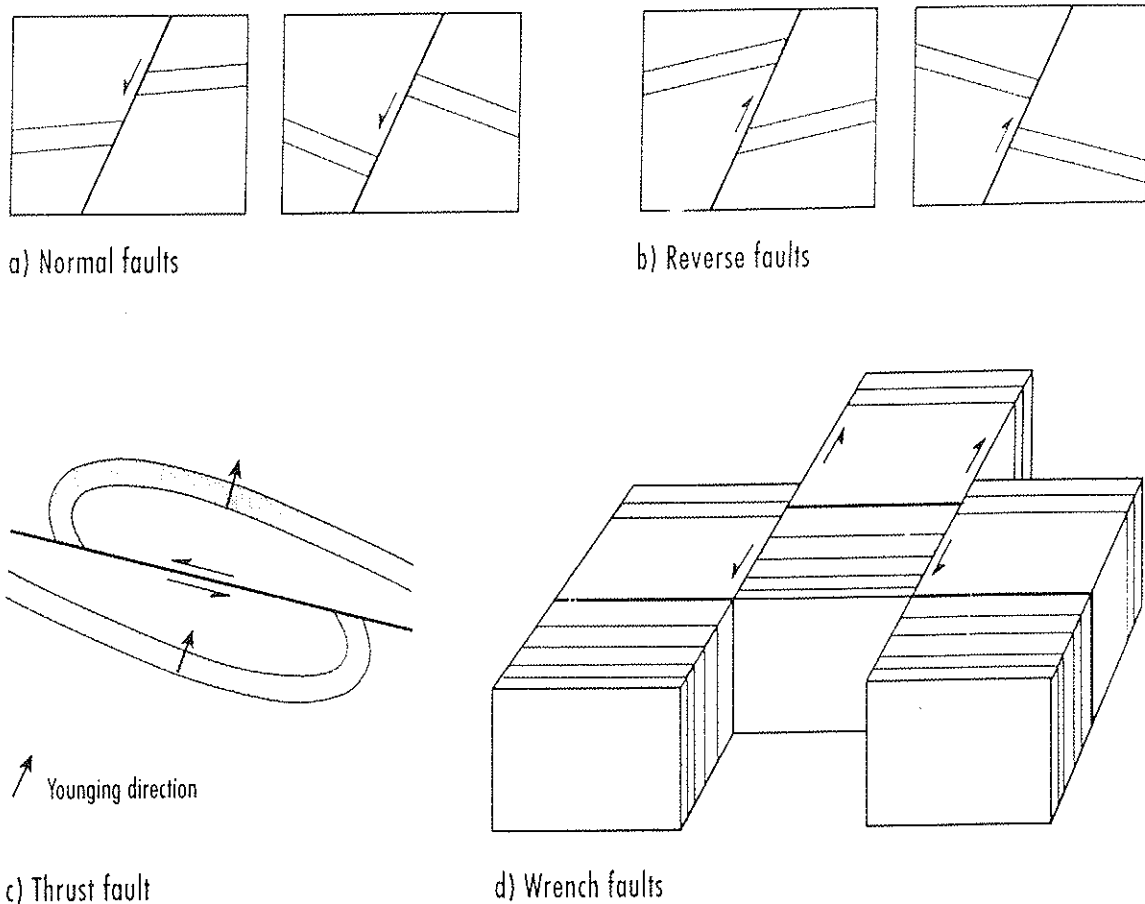 a) Normal faults
b) Reverse faults
Younging direction
c) Thrust fault
d) Wrench faults